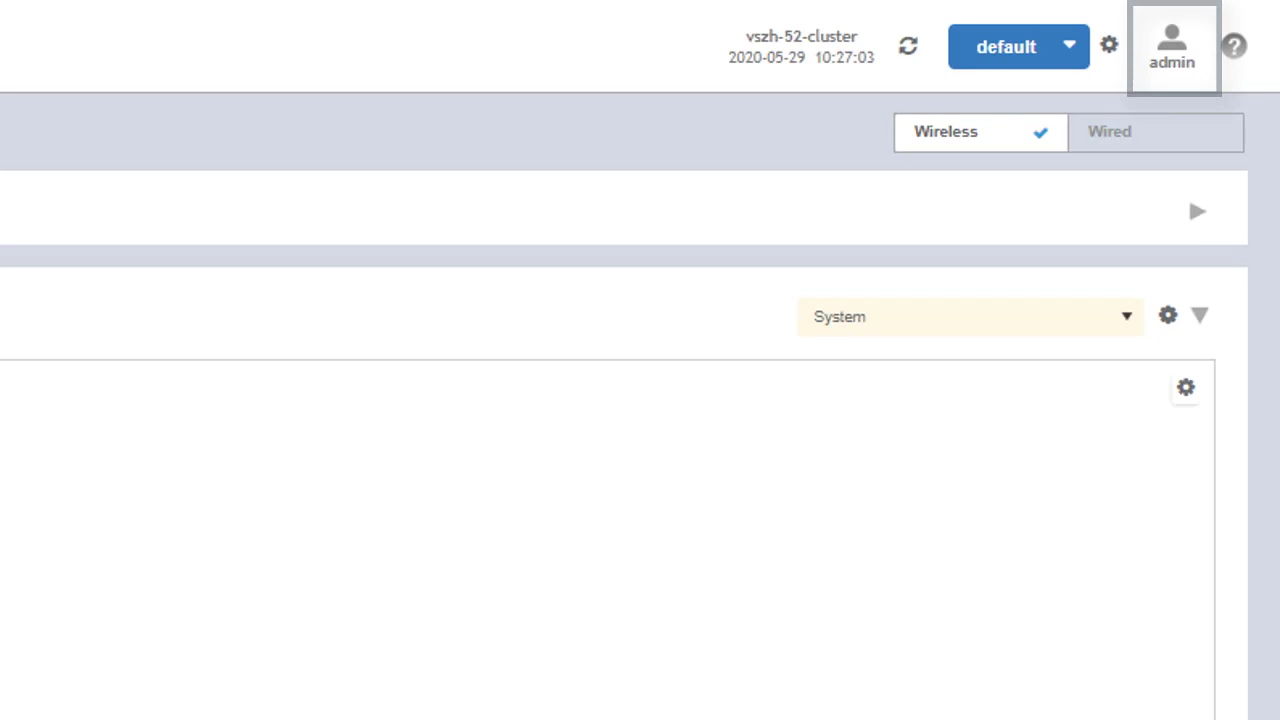 vszh-52-cluster
2020-05-29 10:27:03
default
admin
?
Wireless
Wired
System